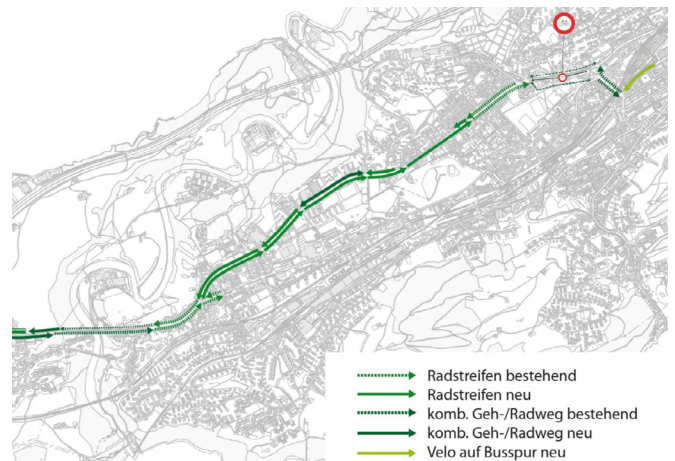 Radstreifen bestehend
Radstreifen neu
komb. Geh-/Radweg bestehend
komb. Geh-/Radweg neu
Velo auf Busspur neu